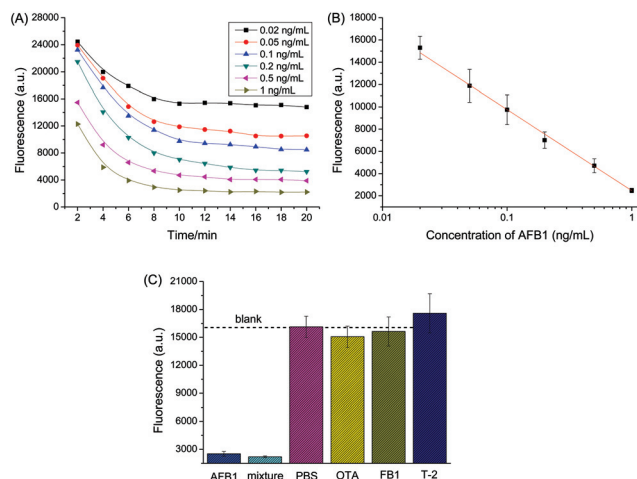 (A)
0.02 ng/mL
0.05 ng/mL
0.1 ng/mL
0.2 ng/mL
0.5 ng/mL
1 ng/mL
28000
24000
20000
16000
12000
8000
4000
0
Fluorescence (a.u.)
2 4 6 8 10 12 14 16 18 20
Time/min
(B)
18000
16000
14000
12000
10000
8000
6000
4000
2000
Fluorescence (a.u.)
0.01 0.1 1
Concentration of AFB1 (ng/mL)
(C)
21000
18000
15000
12000
9000
6000
3000
Fluorescence (a.u.)
blank
AFB1 mixture PBS OTA FB1 T-2